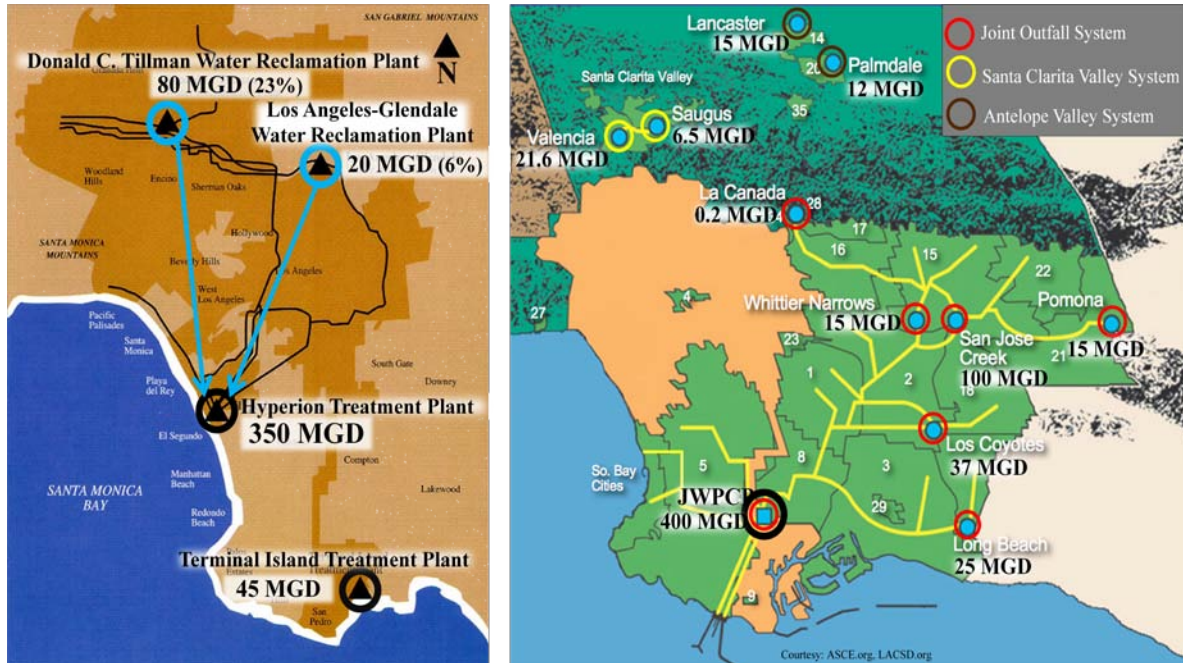 SAN GABRIEL MOUNTAINS
Donald C. Tillman Water Reclamation Plant
80 MGD (23%)
N
Los Angeles-Glendale
Water Reclamation Plant
20 MGD (6%)
Woodland
Hills
Encino
Sherman Oaks
Hollywood
SANTA MONICA
MOUNTAINS
Beverly Hills
Los Angeles
West
Los Angeles
Pacific
Palisades
Santa
Monica
South Gate
Playa
del Rey
Downey
Hyperion Treatment Plant
350 MGD
El Segundo
Compton
Manhattan
Beach
Lakewood
SANTA MONICA
BAY
Redondo
Beach
Terminal Island Treatment Plant
45 MGD
San
Pedro
Lancaster
15 MGD
14
20
Palmdale
12 MGD
Joint Outfall System
Santa Clarita Valley System
Antelope Valley System
Santa Clarita Valley
35
Saugus
6.5 MGD
Valencia
21.6 MGD
La Canada
0.2 MGD
28
17
16
15
22
4
27
Whittier Narrows
15 MGD
Pomona
15 MGD
San Jose
Creek
100 MGD
21
23
1
2
18
Los Coyotes
37 MGD
5
8
3
So. Bay
Cities
JWPCP
400 MGD
29
Long Beach
25 MGD
9
Courtesy: ASCE.org, LACSD.org